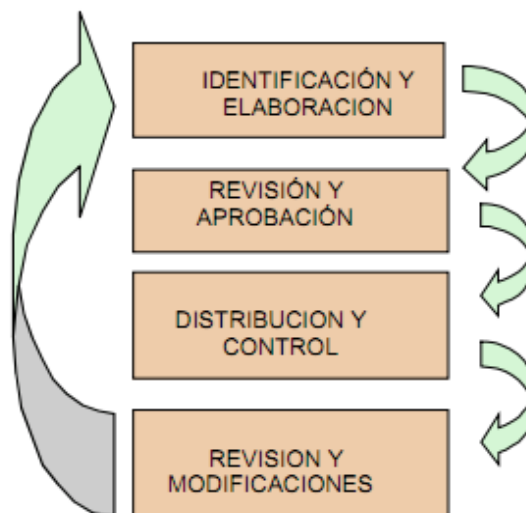 IDENTIFICACIÓN Y
ELABORACION
REVISIÓN Y
APROBACIÓN
DISTRIBUCION Y
CONTROL
REVISION Y
MODIFICACIONES